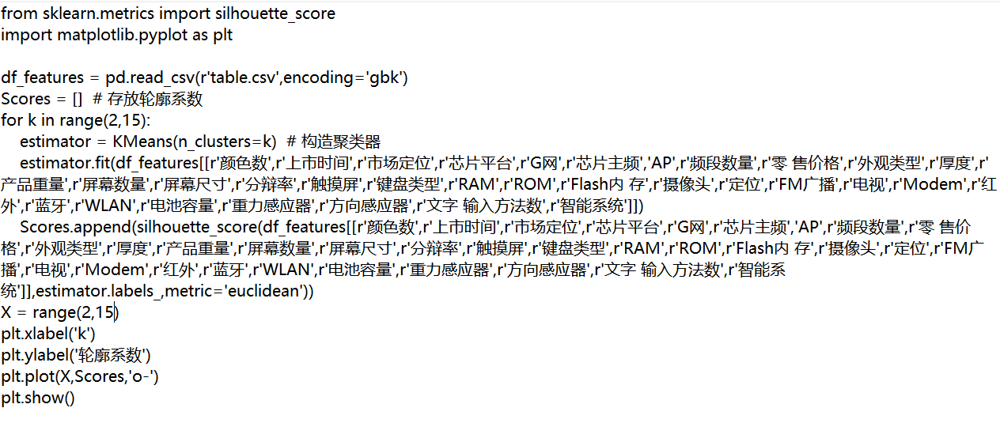 from sklearn.metrics import silhouette_score
import matplotlib.pyplot as plt
df_features = pd.read_csv(r'table.csv',encoding='gbk')
Scores = []  # 存放轮廓系数
for k in range(2,15):
    estimator = KMeans(n_clusters=k)  # 构造聚类器
    estimator.fit(df_features[[r'颜色数',r'上市时间',r'市场定位',r'芯片平台',r'G网',r'芯片主频','AP',r'频段数量',r'零 售价格',r'外观类型',r'厚度',r'
产品重量',r'屏幕数量',r'屏幕尺寸',r'分辩率',r'触摸屏',r'键盘类型',r'RAM',r'ROM',r'Flash内 存',r'摄像头',r'定位',r'FM广播',r'电视',r'Modem',r'红
外',r'蓝牙',r'WLAN',r'电池容量',r'重力感应器',r'方向感应器',r'文字 输入方法数',r'智能系统']])
    Scores.append(silhouette_score(df_features[[r'颜色数',r'上市时间',r'市场定位',r'芯片平台',r'G网',r'芯片主频','AP',r'频段数量',r'零 售价
格',r'外观类型',r'厚度',r'产品重量',r'屏幕数量',r'屏幕尺寸',r'分辩率',r'触摸屏',r'键盘类型',r'RAM',r'ROM',r'Flash内 存',r'摄像头',r'定位',r'FM广
播',r'电视',r'Modem',r'红外',r'蓝牙',r'WLAN',r'电池容量',r'重力感应器',r'方向感应器',r'文字 输入方法数',r'智能系
统']],estimator.labels_,metric='euclidean'))
X = range(2,15)
plt.xlabel('k')
plt.ylabel('轮廓系数')
plt.plot(X,Scores,'o-')
plt.show()